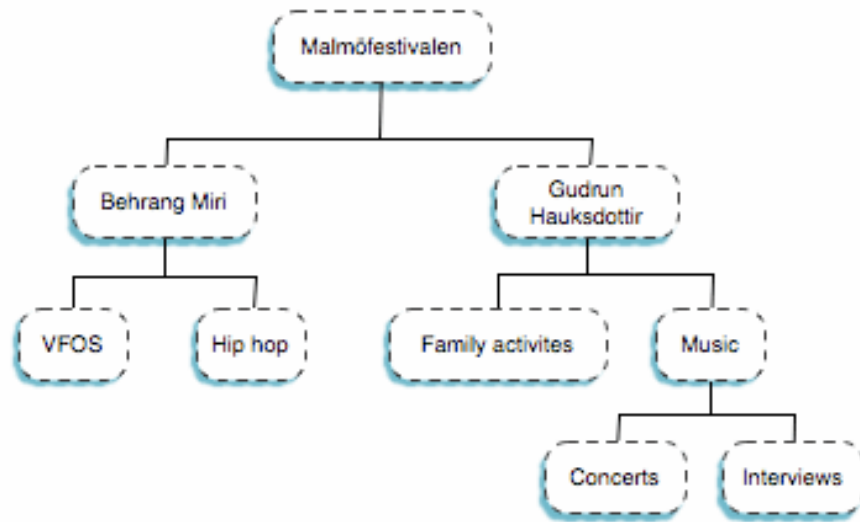 Malmöfestivalen
Behrang Miri
Gudrun
Hauksdottir
VFOS
Hip hop
Family activites
Music
Concerts
Interviews